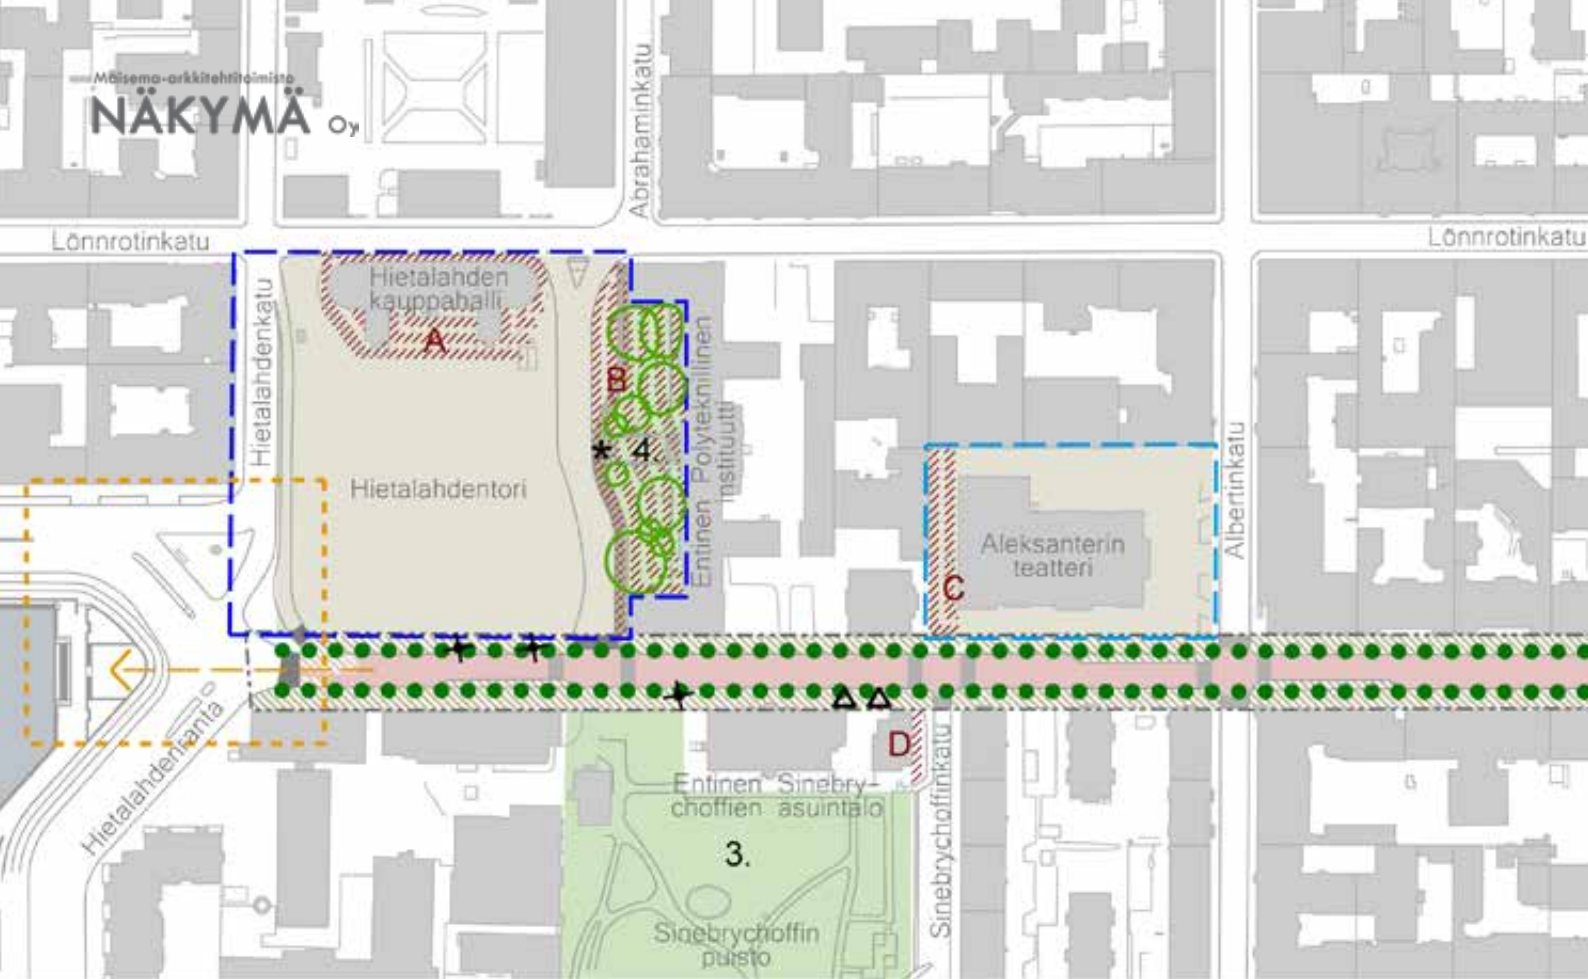 Maisema-arkkitehtitoimisto
NÄKYMÄ Oy
Abrahaminkatu
Lönnrotinkatu
Lönnrotinkatu
Hietalahdenkatu
Hietalahden
kauppahalli
A
B
Entinen Polyteknillinen
instituutti
* 4.
Hietalahdentori
Albertinkatu
Aleksanterin
teatteri
C
D
Hietalahdenranta
Entinen Sinebry-
choffien asuintalo
3.
Sinebrychoffinkatu
Sinebrychoffin
puisto